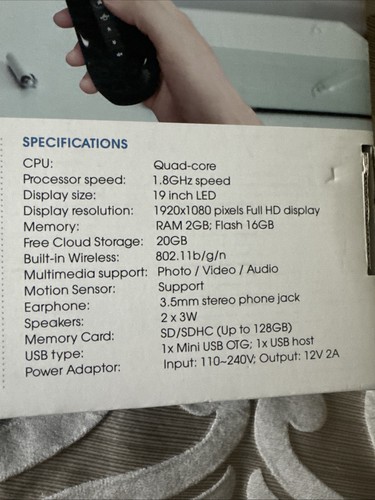 SPECIFICATIONS
CPU: Quad-core
Processor speed: 1.8GHz speed
Display size: 19 inch LED
Display resolution: 1920x1080 pixels Full HD display
Memory: RAM 2GB; Flash 16GB
Free Cloud Storage: 20GB
Built-in Wireless: 802.11b/g/n
Multimedia support: Photo / Video / Audio
Motion Sensor: Support
Earphone: 3.5mm stereo phone jack
Speakers: 2 x 3W
Memory Card: SD/SDHC (Up to 128GB)
USB type: 1x Mini USB OTG; 1x USB host
Power Adaptor: Input: 110~240V; Output: 12V 2A